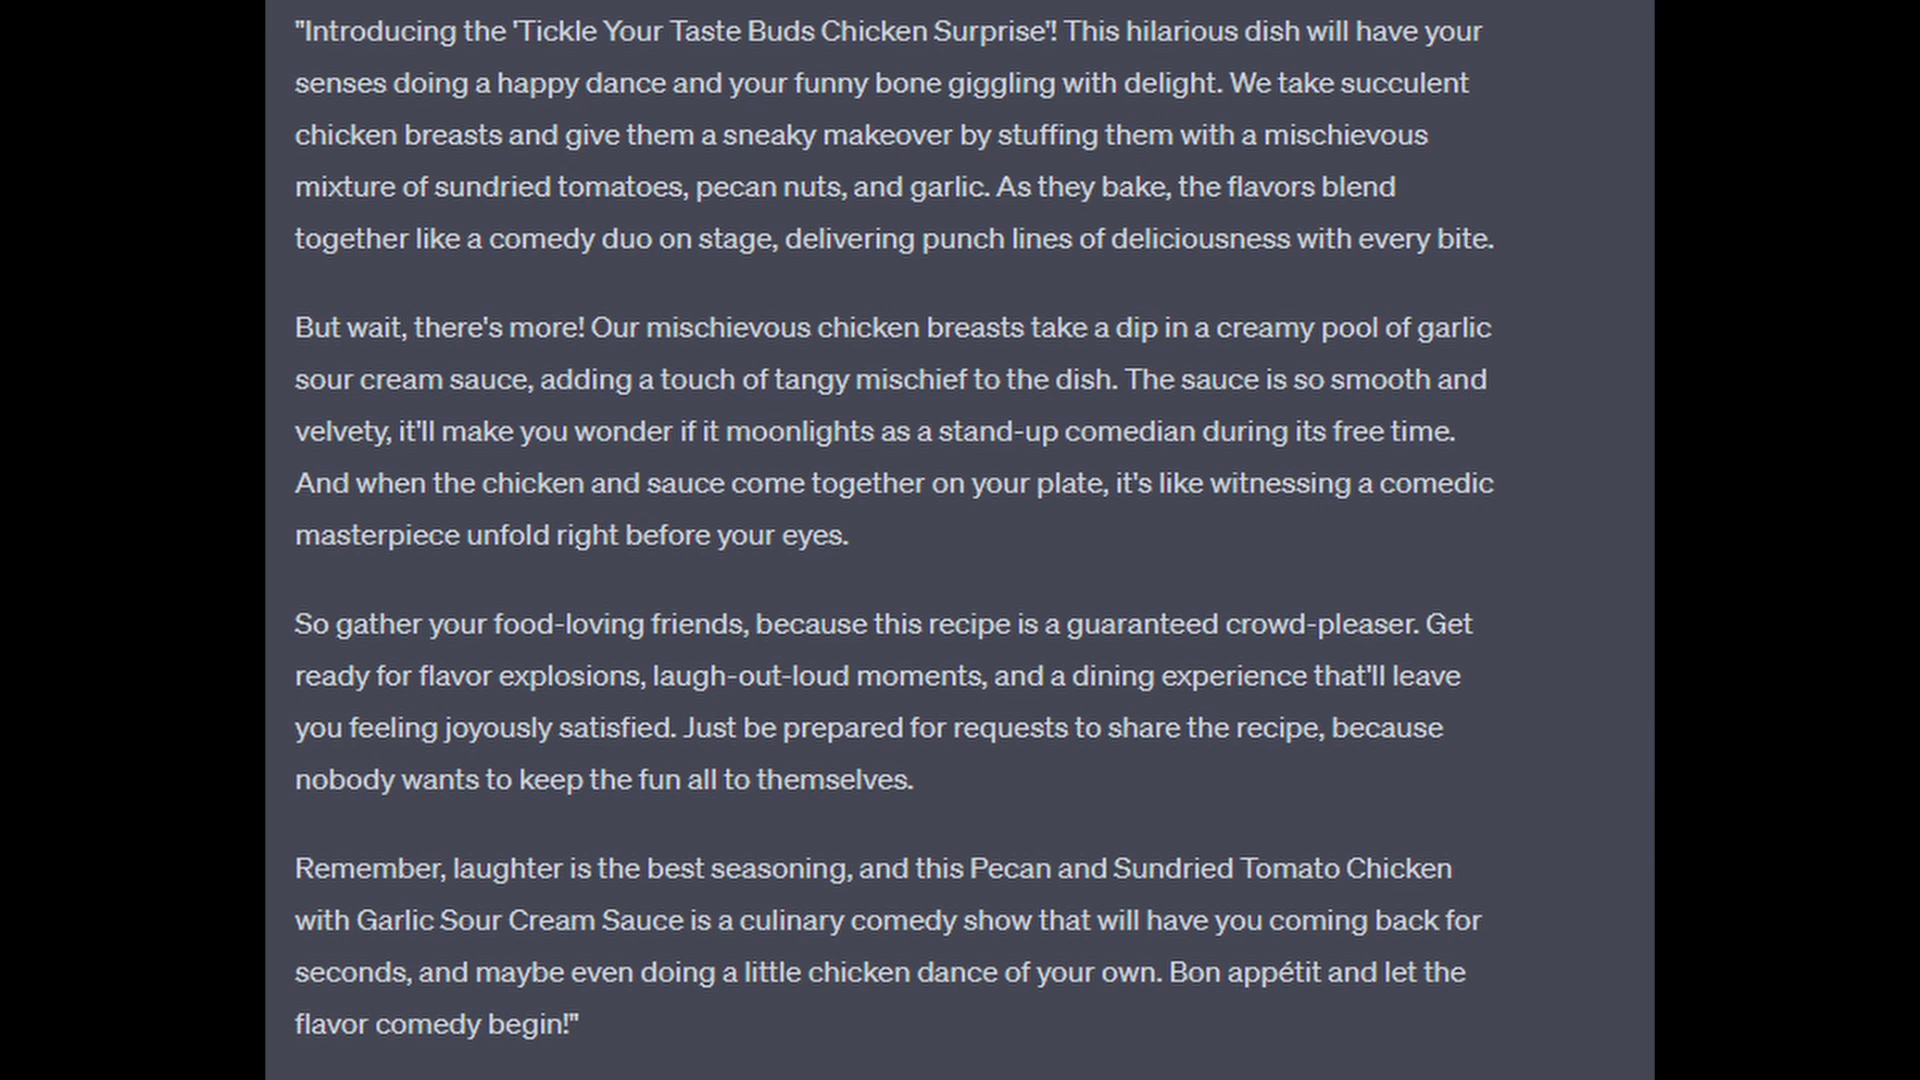 "Introducing the 'Tickle Your Taste Buds Chicken Surprise'! This hilarious dish will have your
senses doing a happy dance and your funny bone giggling with delight. We take succulent
chicken breasts and give them a sneaky makeover by stuffing them with a mischievous
mixture of sundried tomatoes, pecan nuts, and garlic. As they bake, the flavors blend
together like a comedy duo on stage, delivering punch lines of deliciousness with every bite.
But wait, there's more! Our mischievous chicken breasts take a dip in a creamy pool of garlic
sour cream sauce, adding a touch of tangy mischief to the dish. The sauce is so smooth and
velvety, it'll make you wonder if it moonlights as a stand-up comedian during its free time.
And when the chicken and sauce come together on your plate, it's like witnessing a comedic
masterpiece unfold right before your eyes.
So gather your food-loving friends, because this recipe is a guaranteed crowd-pleaser. Get
ready for flavor explosions, laugh-out-loud moments, and a dining experience that'll leave
you feeling joyously satisfied. Just be prepared for requests to share the recipe, because
nobody wants to keep the fun all to themselves.
Remember, laughter is the best seasoning, and this Pecan and Sundried Tomato Chicken
with Garlic Sour Cream Sauce is a culinary comedy show that will have you coming back for
seconds, and maybe even doing a little chicken dance of your own. Bon appétit and let the
flavor comedy begin!"